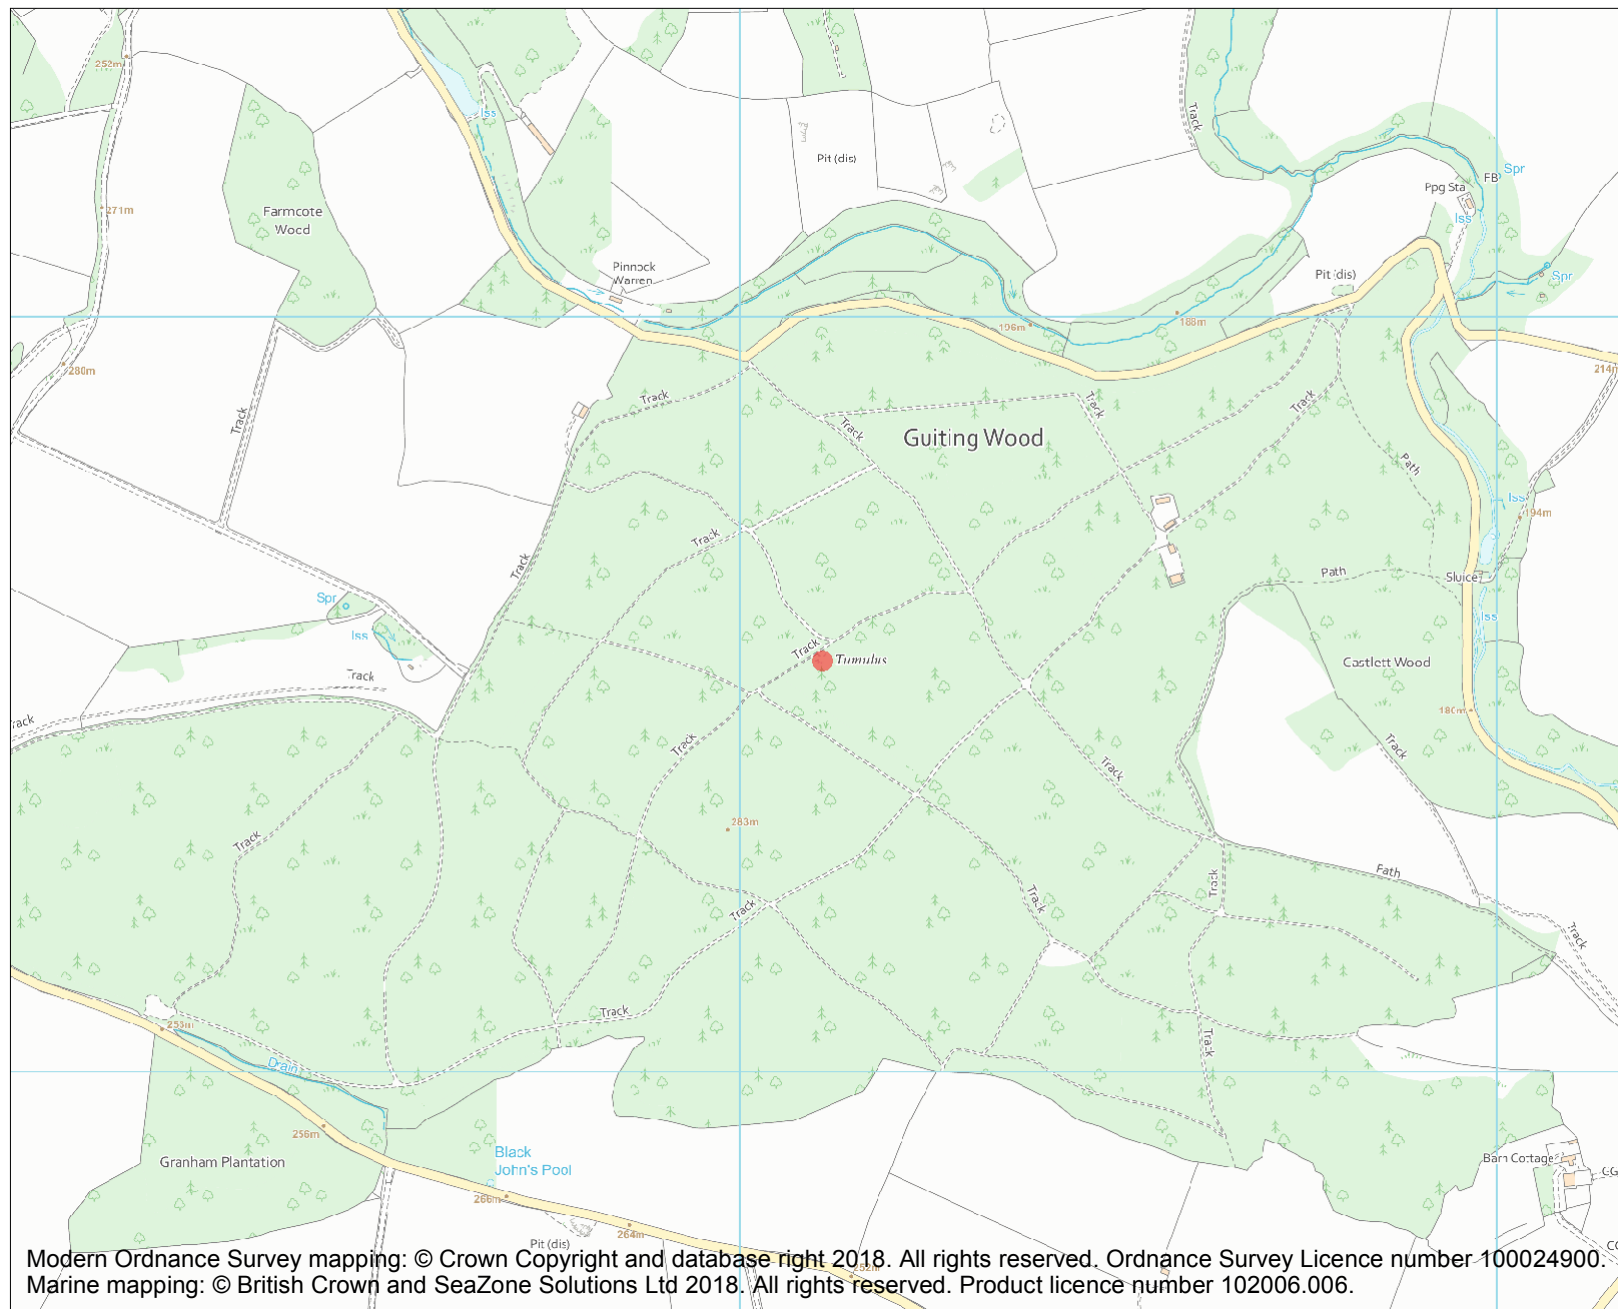 252m
Iss
Track
Pit (dis)
Spr
FB
Ppg Sta
Iss
271m
Farmcote
Wood
Pinnock
Warren
Pit (dis)
Spr
196m
188m
280m
214m
Track
Track
Track
Track
Track
Track
Guiting Wood
Path
Iss
194m
Track
Track
Path
Sluice
Spr
Iss
Iss
Track
Tumulus
Castlett Wood
Track
Track
180m
Track
Track
Track
283m
Track
Path
Track
Track
Track
Track
Track
Track
Track
Drain
256m
Black
John's Pool
Granham Plantation
Barn Cottage
266m
264m
Pit (dis)
252m
Modern Ordnance Survey mapping: © Crown Copyright and database right 2018. All rights reserved. Ordnance Survey Licence number 100024900.
Marine mapping: © British Crown and SeaZone Solutions Ltd 2018. All rights reserved. Product licence number 102006.006.